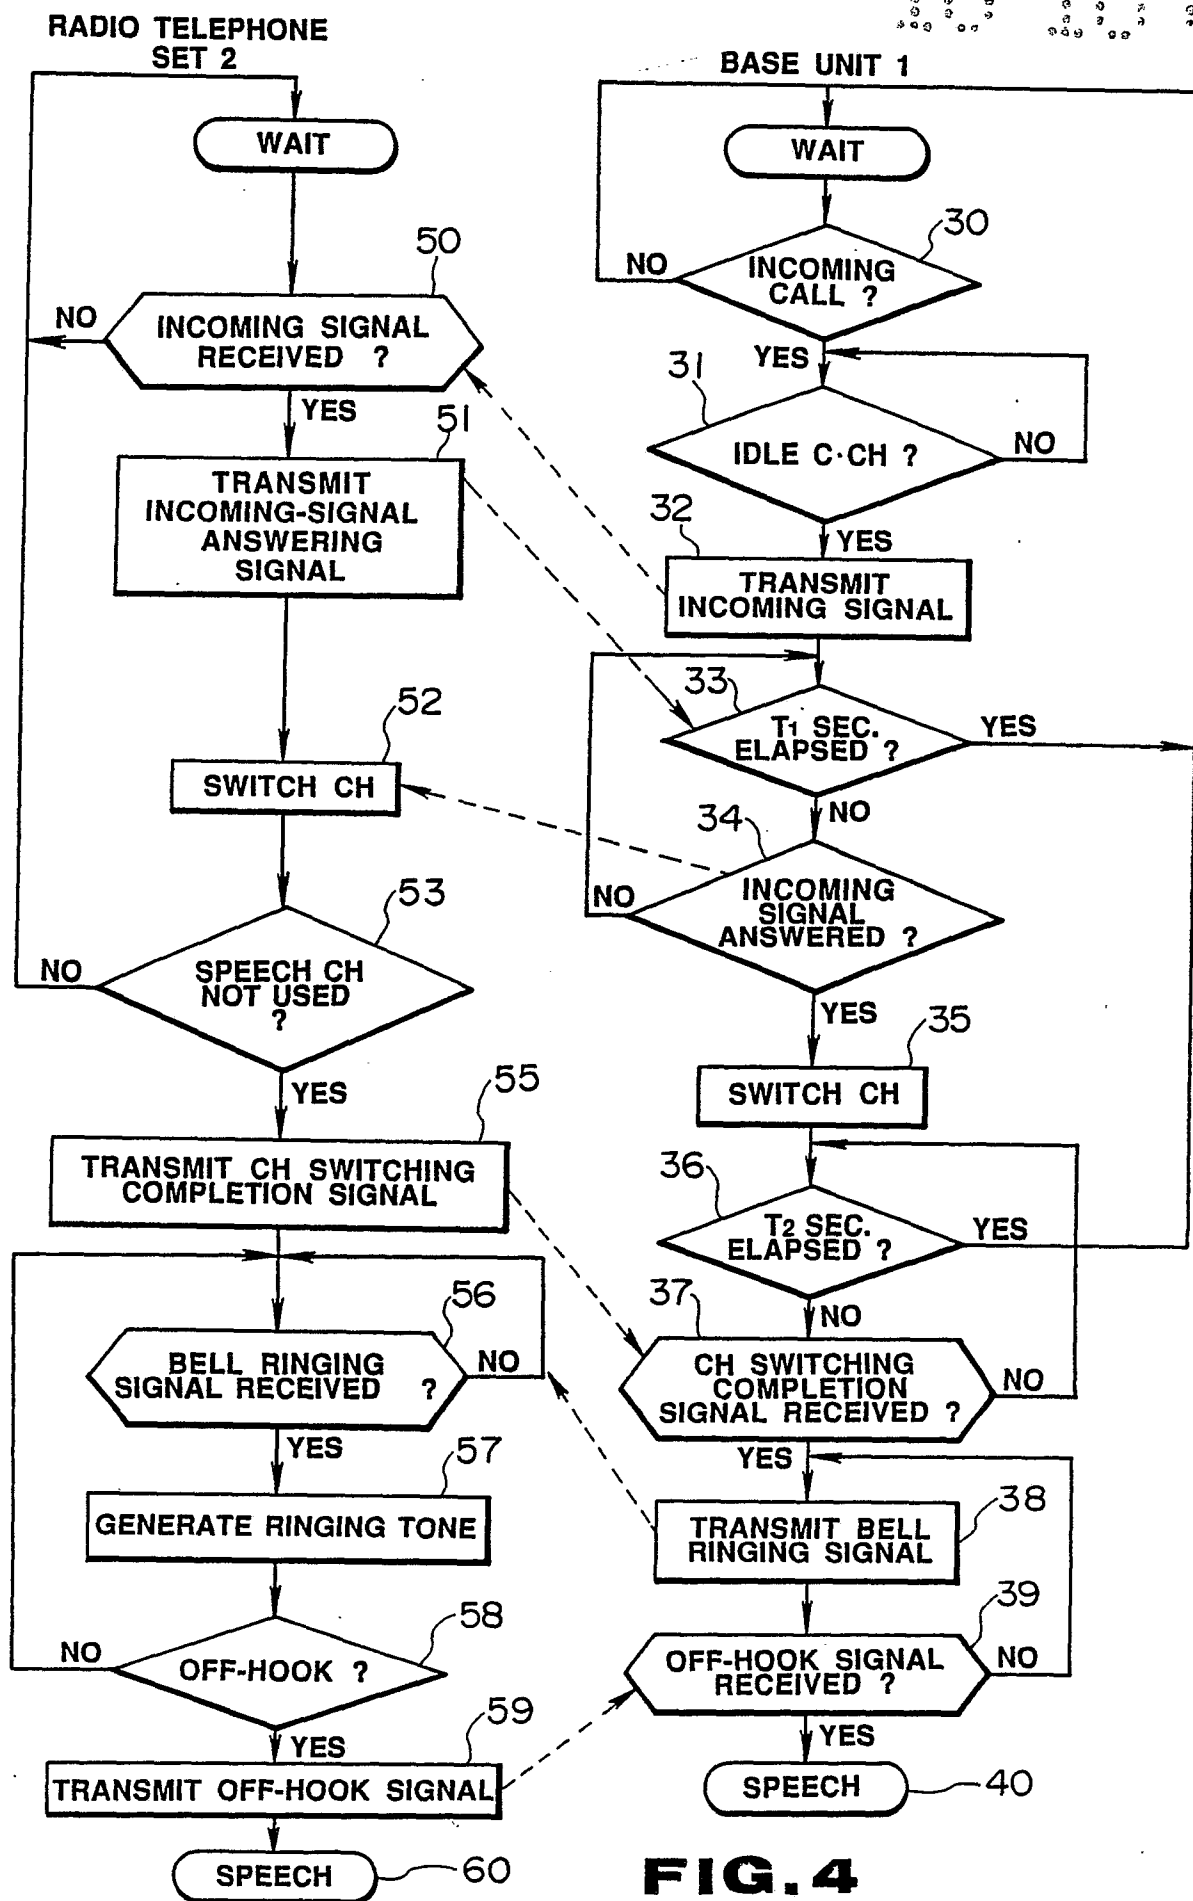 RADIO TELEPHONE
SET 2
WAIT
50
INCOMING SIGNAL
RECEIVED ?
NO
YES
51
TRANSMIT
INCOMING-SIGNAL
ANSWERING
SIGNAL
52
SWITCH CH
53
SPEECH CH
NOT USED
?
NO
YES
55
TRANSMIT CH SWITCHING
COMPLETION SIGNAL
56
BELL RINGING
SIGNAL RECEIVED ?
NO
YES
57
GENERATE RINGING TONE
58
OFF-HOOK ?
NO
YES
59
TRANSMIT OFF-HOOK SIGNAL
SPEECH
60
BASE UNIT 1
WAIT
30
INCOMING
CALL ?
NO
YES
31
IDLE C·CH ?
NO
YES
32
TRANSMIT
INCOMING SIGNAL
33
T1 SEC.
ELAPSED ?
YES
NO
34
INCOMING
SIGNAL
ANSWERED ?
NO
YES
35
SWITCH CH
36
T2 SEC.
ELAPSED ?
YES
NO
37
CH SWITCHING
COMPLETION
SIGNAL RECEIVED ?
NO
YES
38
TRANSMIT BELL
RINGING SIGNAL
39
OFF-HOOK SIGNAL
RECEIVED ?
NO
YES
SPEECH
40
FIG.4